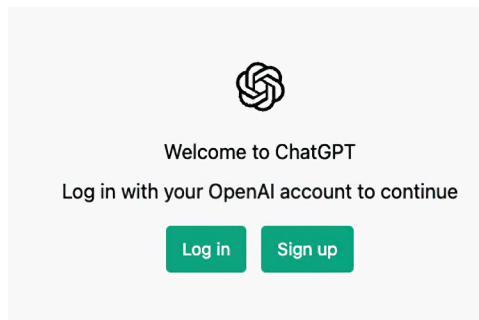 Welcome to ChatGPT
Log in with your OpenAI account to continue
Log in
Sign up